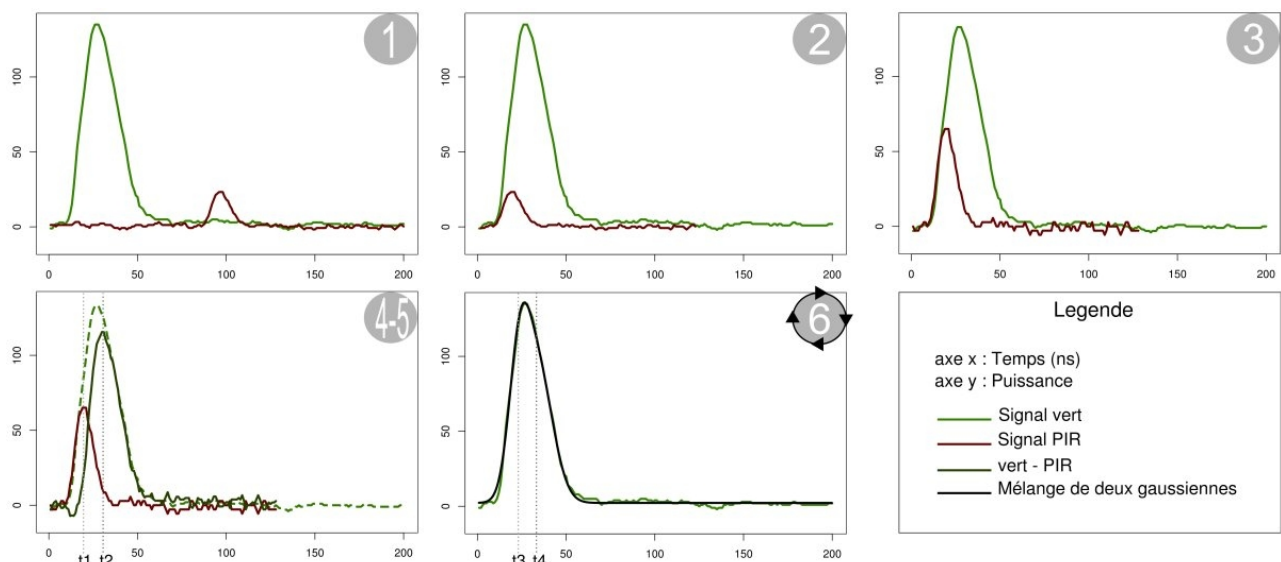 1
100
50
0
0 50 100 150 200
2
100
50
0
0 50 100 150 200
3
100
50
0
0 50 100 150 200
4-5
100
50
0
0 50 100 150 200
t1 t2
6
100
50
0
0 50 100 150 200
t3 t4
Legende
axe x : Temps (ns)
axe y : Puissance
Signal vert
Signal PIR
vert - PIR
Mélange de deux gaussiennes